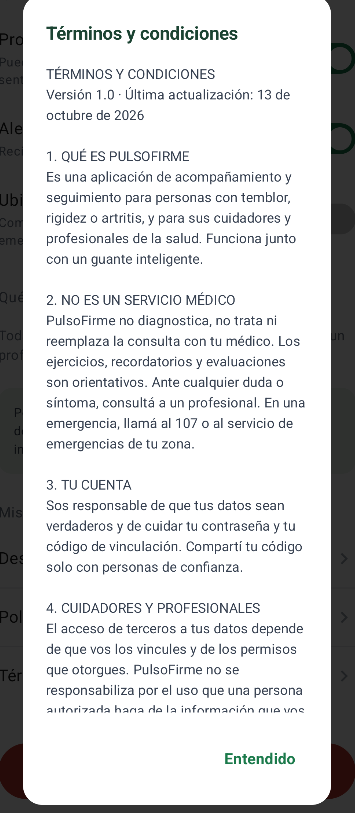 Términos y condiciones
TÉRMINOS Y CONDICIONES
Versión 1.0 · Última actualización: 13 de
octubre de 2026
1. QUÉ ES PULSOFIRME
Es una aplicación de acompañamiento y
seguimiento para personas con temblor,
rigidez o artritis, y para sus cuidadores y
profesionales de la salud. Funciona junto
con un guante inteligente.
2. NO ES UN SERVICIO MÉDICO
PulsoFirme no diagnostica, no trata ni
reemplaza la consulta con tu médico. Los
ejercicios, recordatorios y evaluaciones
son orientativos. Ante cualquier duda o
síntoma, consultá a un profesional. En una
emergencia, llamá al 107 o al servicio de
emergencias de tu zona.
3. TU CUENTA
Sos responsable de que tus datos sean
verdaderos y de cuidar tu contraseña y tu
código de vinculación. Compartí tu código
solo con personas de confianza.
4. CUIDADORES Y PROFESIONALES
El acceso de terceros a tus datos depende
de que vos los vincules y de los permisos
que otorgues. PulsoFirme no se
responsabiliza por el uso que una persona
autorizada haga de la información que vos
Entendido